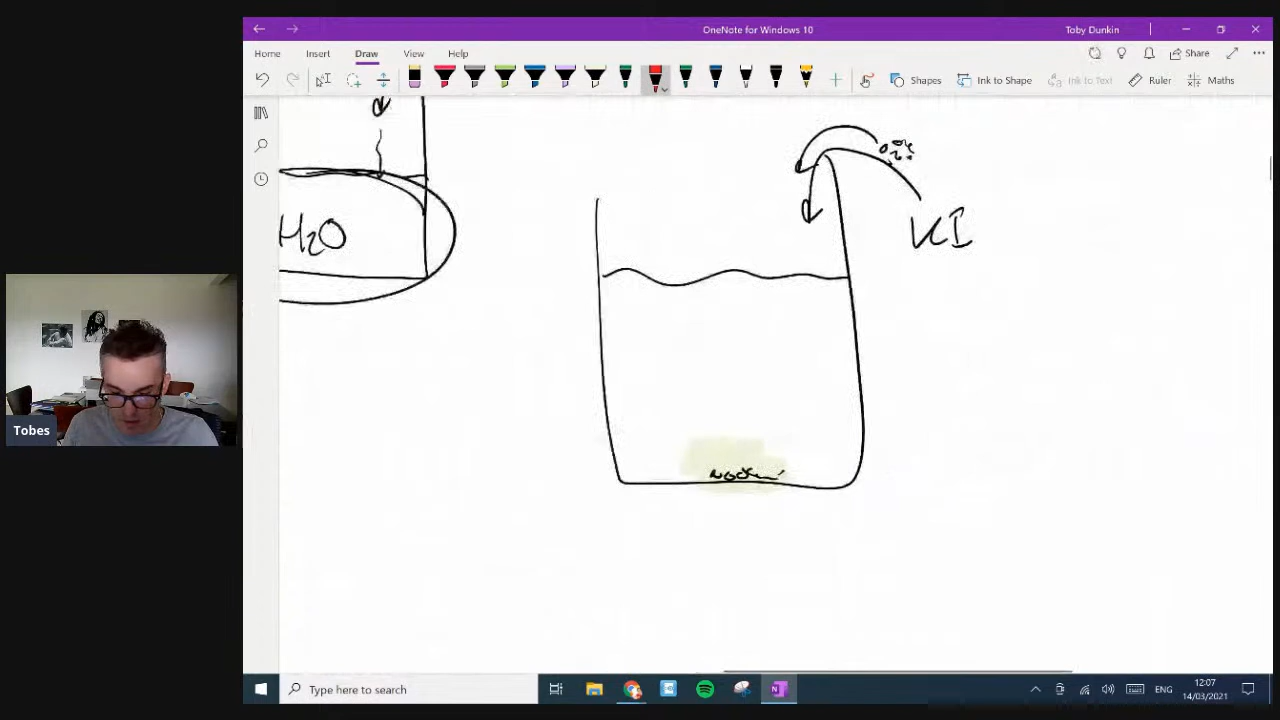 OneNote for Windows 10
Toby Dunkin
Home Insert Draw View Help
Share
Shapes Ink to Shape Ink to Text Ruler Maths
H2O
KI
Tobes
Type here to search
ENG
12:07
14/03/2021